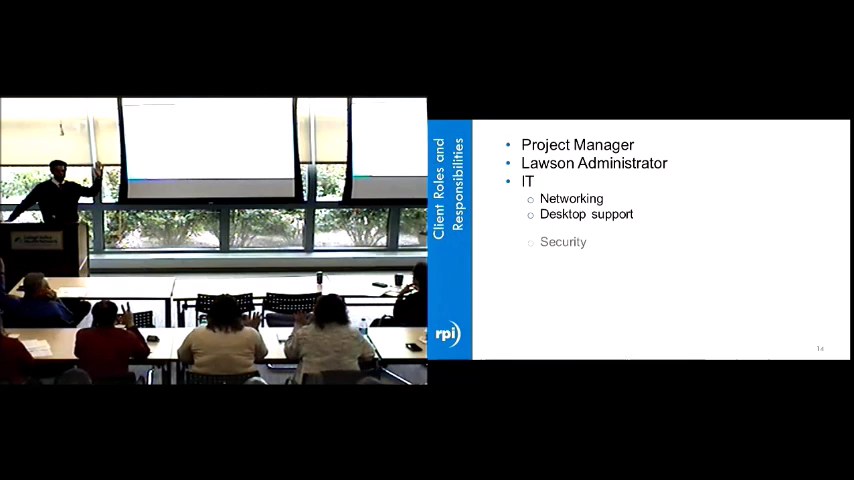 Client Roles and
Responsibilities
• Project Manager
• Lawson Administrator
• IT
○ Networking
○ Desktop support
○ Security
rpi
14